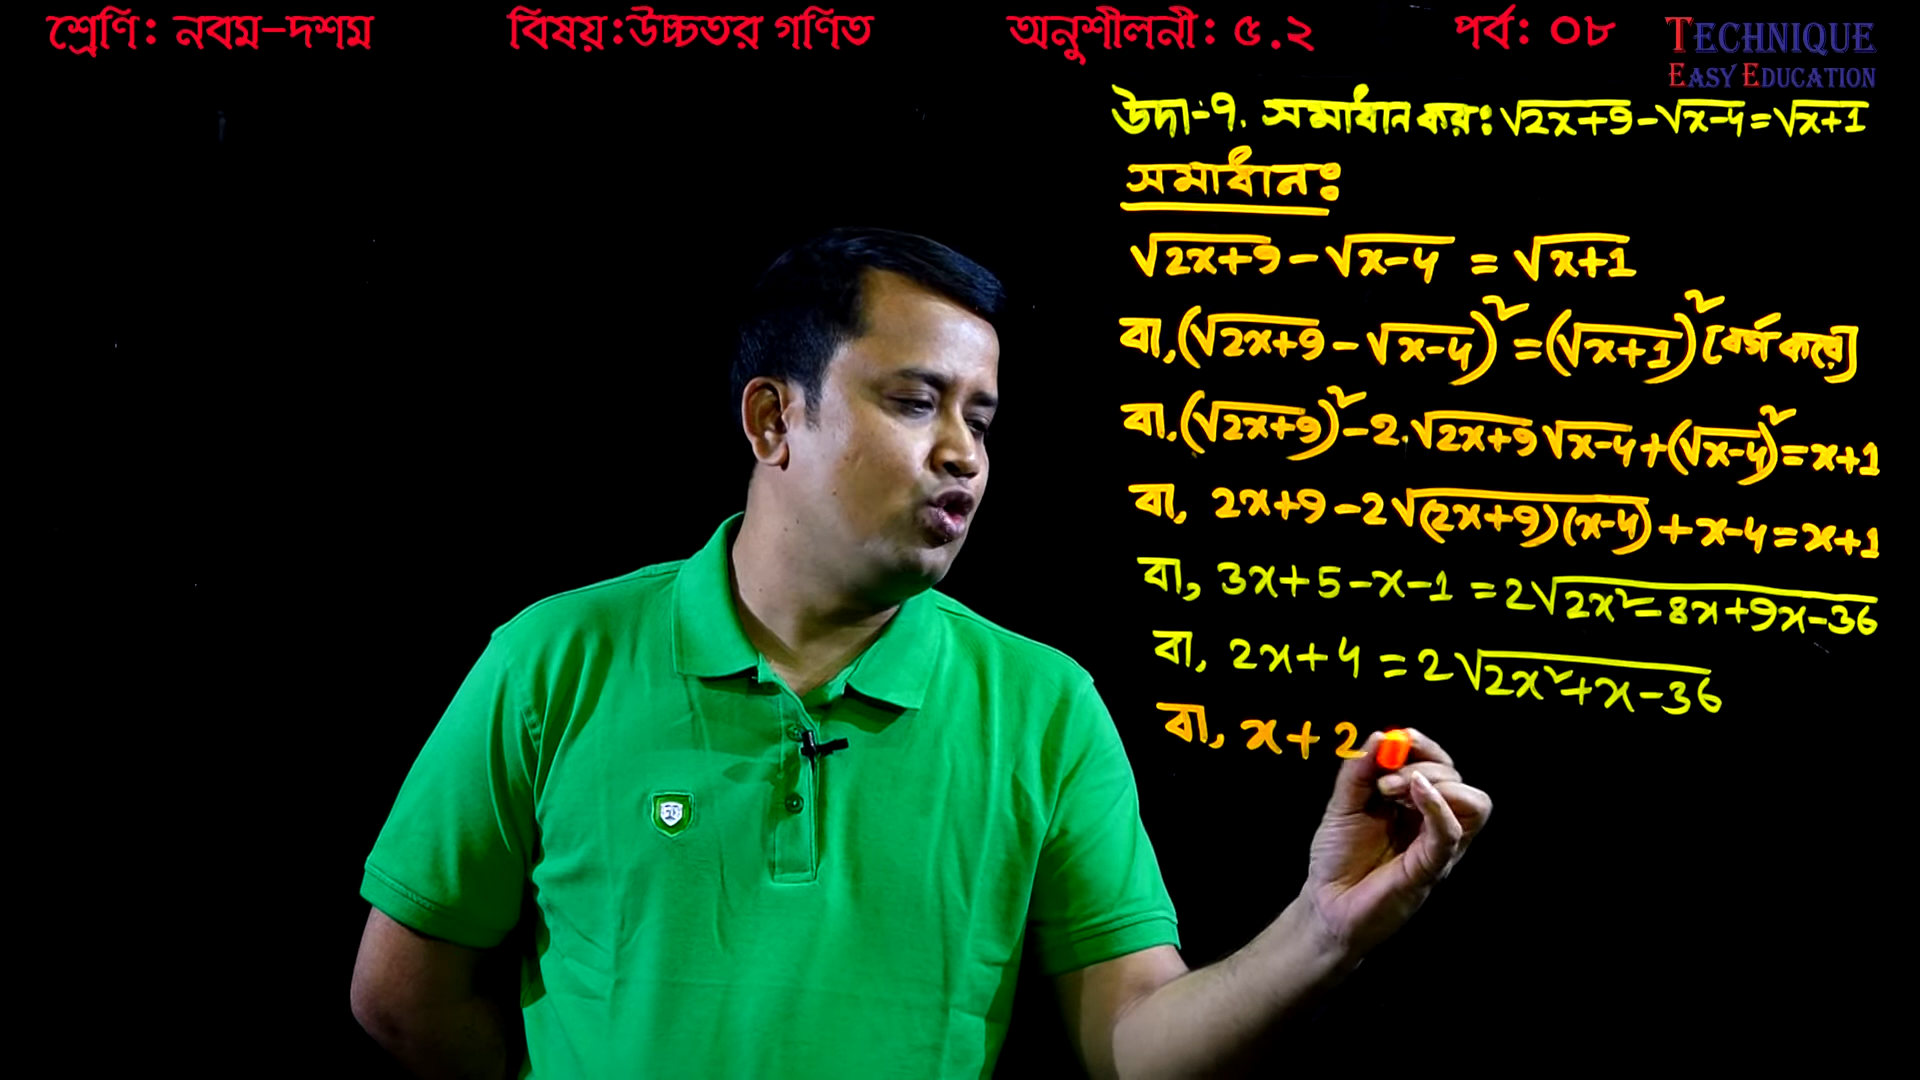 শ্রেণি: নবম-দশম বিষয়:উচ্চতর গণিত অনুশীলনী: ৫.২ পর্ব: ০৮
TECHNIQUE
EASY EDUCATION
উদা-৭. সমাধান কর: √(2x+9) - √(x-4) = √(x+1)
সমাধান:
√(2x+9) - √(x-4) = √(x+1)
বা, (√(2x+9) - √(x-4))² = (√(x+1))² [বর্গ করে]
বা, (√(2x+9))² - 2.√(2x+9) √(x-4) + (√(x-4))² = x+1
বা, 2x+9 - 2√((2x+9)(x-4)) + x-4 = x+1
বা, 3x+5-x-1 = 2√(2x²-8x+9x-36)
বা, 2x+4 = 2√(2x²+x-36)
বা, x+2